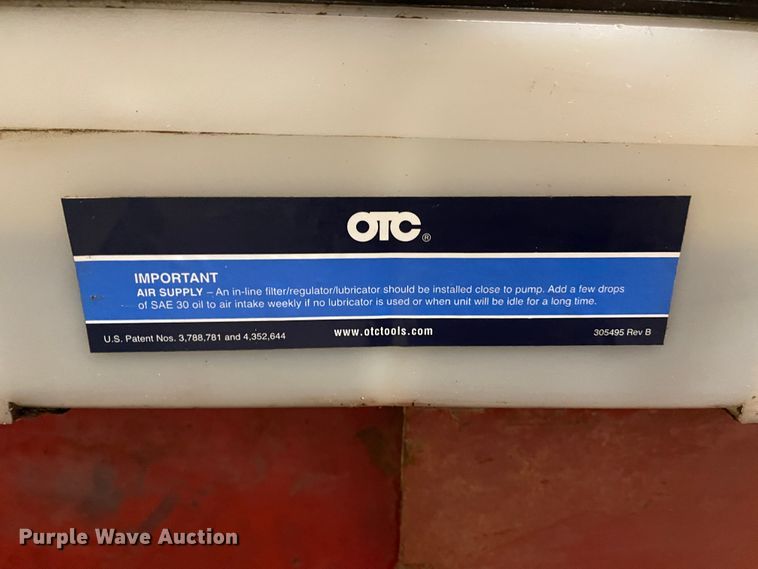 OTC®
IMPORTANT
AIR SUPPLY – An in-line filter/regulator/lubricator should be installed close to pump. Add a few drops
of SAE 30 oil to air intake weekly if no lubricator is used or when unit will be idle for a long time.
U.S. Patent Nos. 3,788,781 and 4,352,644
www.otctools.com
305495 Rev B
Purple Wave Auction